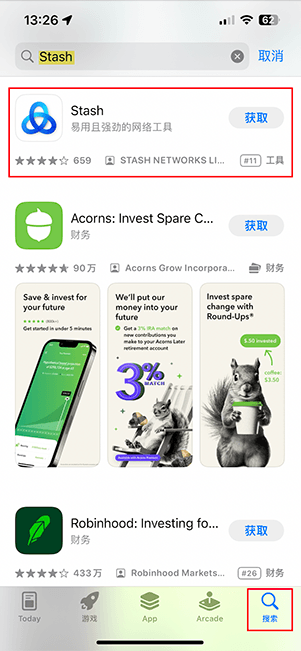 13:26
62
Stash
取消
Stash
易用且强劲的网络工具
获取
659
STASH NETWORKS LI...
#11
工具
Acorns: Invest Spare C...
财务
获取
90万
Acorns Grow Incorpora...
财务
Save & invest for
your future
Get started in under 5 minutes
We'll put our
money into
your future
Get a 3% IRA match on
new contributions you
make to your Acorns Later
retirement account
3%
MATCH
Invest spare
change with
Round-Ups®
$.50 invested
coffee:
$3.50
Robinhood: Investing fo...
财务
获取
433万
Robinhood Markets...
#26
财务
Today
游戏
App
Arcade
搜索